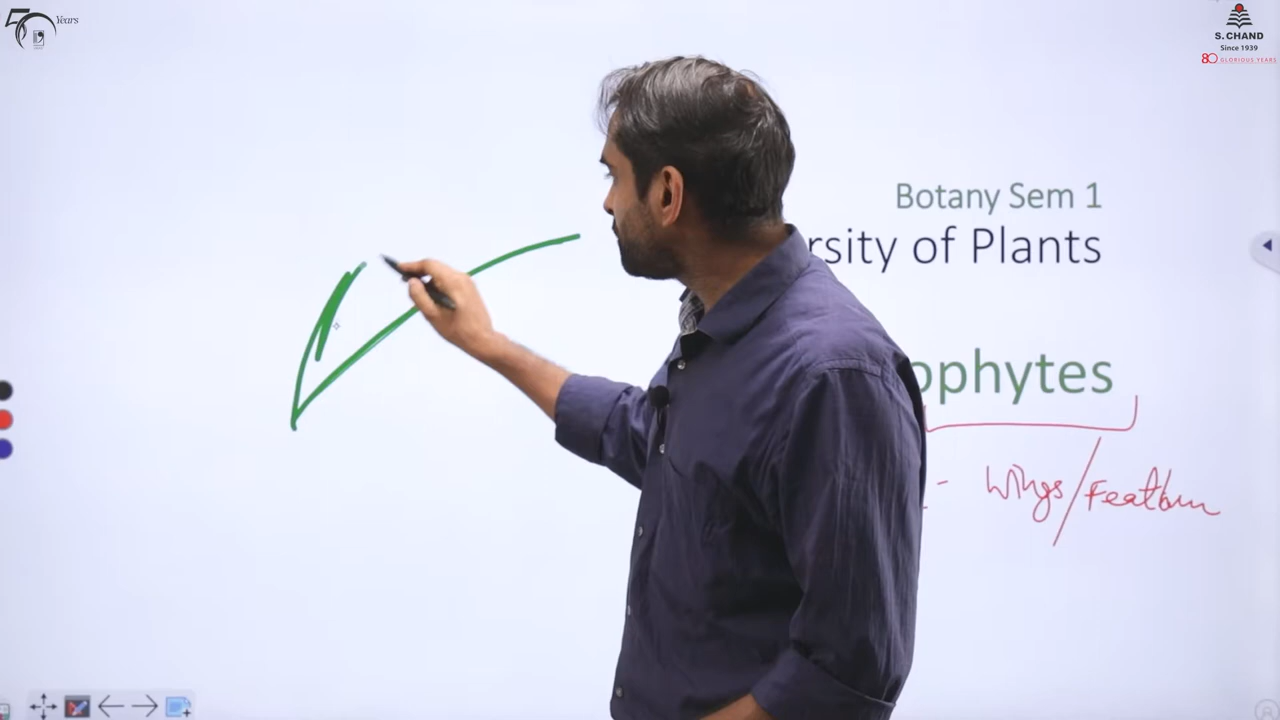 50 Years
S. CHAND
Since 1939
80 GLORIOUS YEARS
Botany Sem 1
rsity of Plants
ophytes
- Wings/Feathers